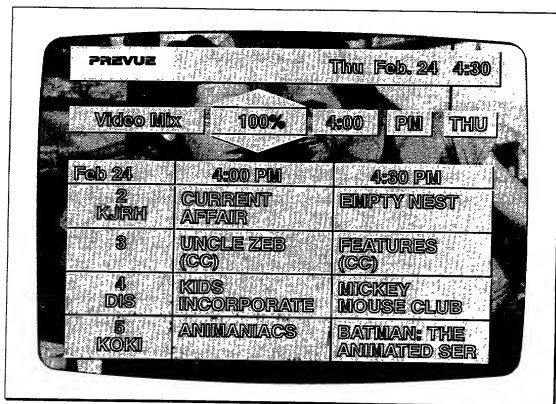 PREVUE Thu Feb. 24 4:30
Video Mix 100% 4:00 PM THU
Feb 24 4:00 PM 4:30 PM
2 CURRENT EMPTY NEST
KJRH AFFAIR
3 UNCLE ZEB FEATURES
(CC) (CC)
4 KIDS MICKEY
DIS INCORPORATE MOUSE CLUB
5 ANIMANIACS BATMAN: THE
KOKI ANIMATED SER